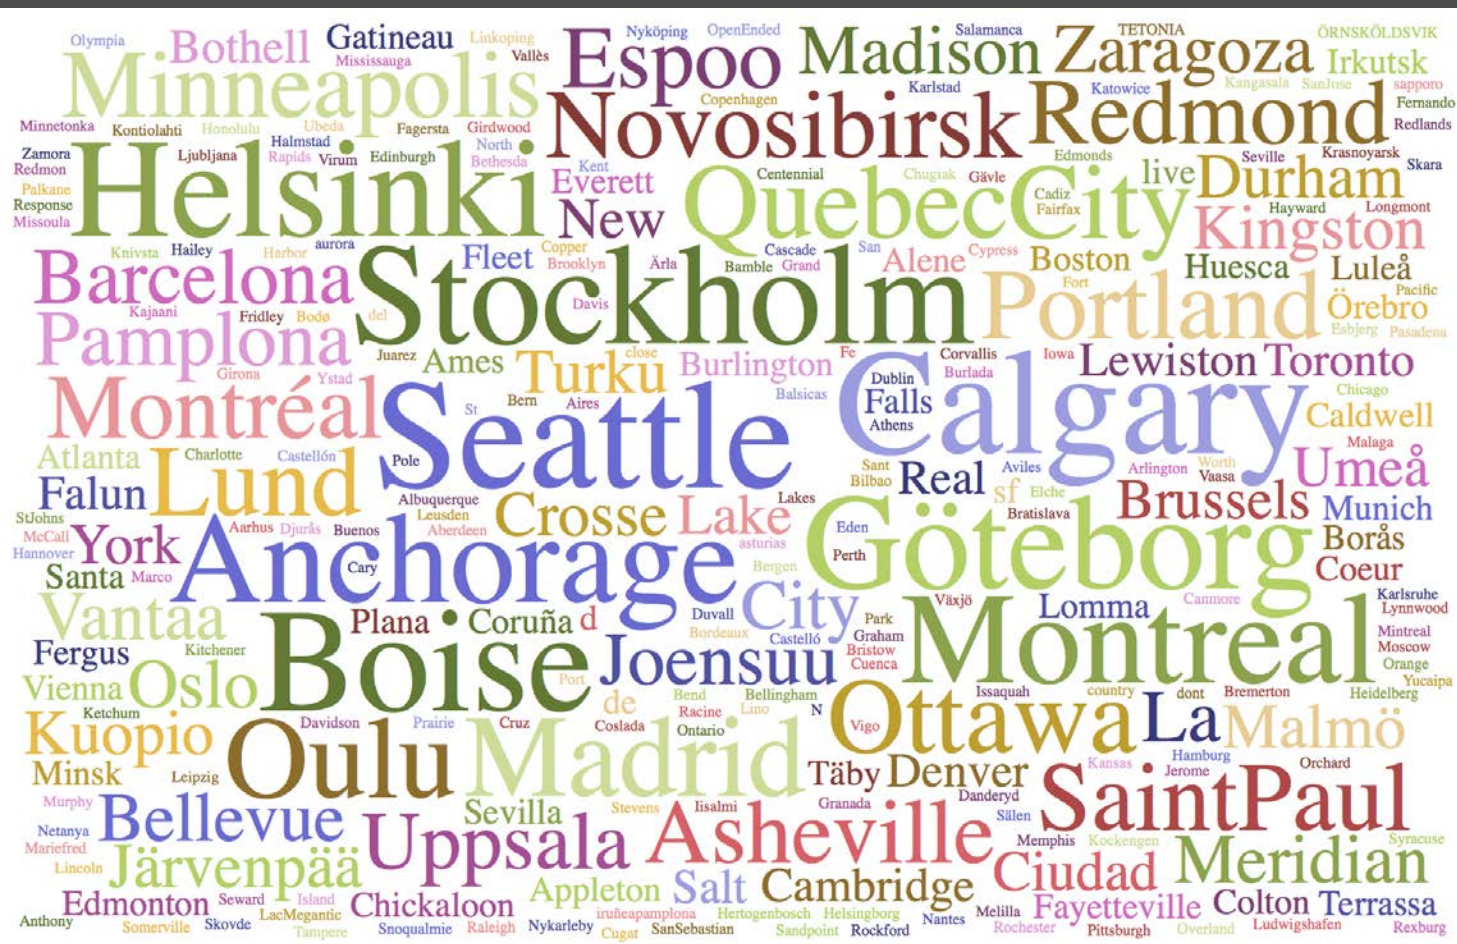 Olympia Bothell Gatineau Linkoping Nyköping OpenEnded Salamanca TETONIA ÖRNSKÖLDSVIK
Mississauga Vallès Espoo Madison Zaragoza Irkutsk
Minneapolis Copenhagen Karlstad Katowice Kangasala SanJose sapporo
Minnetonka Kontiolahti Honolulu Ubeda Fagersta Girdwood Novosibirsk Redmond Fernando Redlands
Zamora Ljubljana Halmstad Rapids Virum Edinburgh North Bethesda Kent Edmonds Seville Krasnoyarsk Skara
Redmon Helsinki Everett Centennial Chugiak Gävle live Durham
Palkane Response New QuebecCity Cadiz Fairfax Hayward Longmont
Missoula Kingston
Knivsta Hailey Harbor aurora Fleet Copper Cascade San Alene Cypress Boston Huesca Luleå
Barcelona Stockholm Brooklyn Ärla Bamble Grand Fort Pacific
Kajaani Fridley Bodø del Davis Portland Örebro Esbjerg Pasadena
Pamplona Juarez Ames Turku close Burlington Fe Corvallis Iowa Lewiston Toronto
Girona Ystad Dublin Burlada Chicago
Montréal St Seattle Bern Aires Balsicas Falls Calgary Caldwell
Athens Malaga
Atlanta Charlotte Castellón Pole Sant Real Aviles Arlington Worth Vaasa Umeå
Falun Lund Albuquerque Lakes Bilbao sf Elche Brussels Munich
StJohns Leusden Crosse Lake Bratislava
McCall York Aarhus Djurås Buenos Aberdeen asturias Eden Göteborg Borås
Hannover Anchorage Perth Coeur
Santa Marco Cary Bergen
Vantaa Plana Coruña d Duvall City Park Växjö Lomma Canmore Karlsruhe Lynnwood
Fergus Kitchener Boise Bordeaux Castelló Graham Montreal Mintreal
Joensuu Bristow Moscow
Vienna Oslo Port Cuenca Orange Yucaipa
Ketchum de Bend Bellingham Issaquah country dont Bremerton Heidelberg
Kuopio Davidson Prairie Cruz Coslada Racine Lino N Vigo Ottawa La Malmö
Oulu Madrid Ontario
Minsk Leipzig Täby Denver Kansas Hamburg Jerome Orchard
Murphy Bellevue Sevilla Stevens Iisalmi Granada Danderyd SaintPaul
Netanya Uppsala Asheville Sälen
Mariefred Memphis Kockengen Syracuse
Lincoln Järvenpää Ciudad Meridian
Edmonton Seward Island Chickaloon Appleton Salt Cambridge Fayetteville Colton Terrassa
Anthony Somerville Skovde LacMegantic Tampere Snoqualmie Raleigh Nykarleby iruñeapamplona Cugat SanSebastian Hertogenbosch Sandpoint Helsingborg Rockford Nantes Melilla Rochester Pittsburgh Overland Ludwigshafen Rexburg